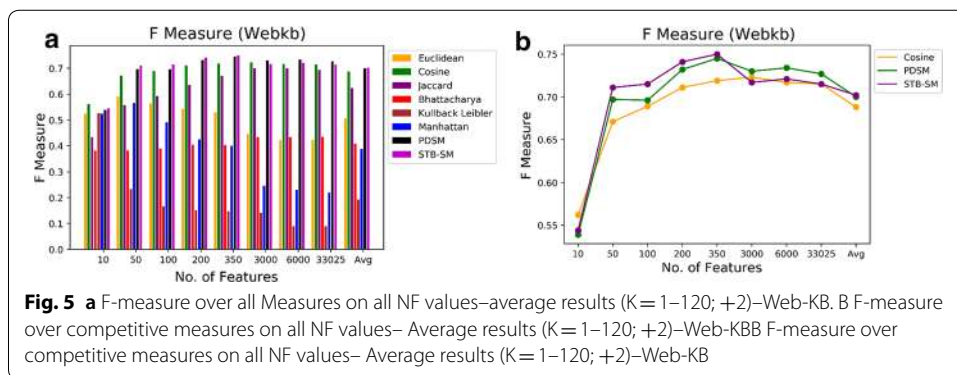 a
F Measure (Webkb)
F Measure
0.7
0.6
0.5
0.4
0.3
0.2
0.1
0.0
10 50 100 200 350 3000 6000 33025 Avg
No. of Features
Euclidean
Cosine
Jaccard
Bhattacharya
Kullback Leibler
Manhattan
PDSM
STB-SM
b
F Measure (Webkb)
F Measure
0.75
0.70
0.65
0.60
0.55
10 50 100 200 350 3000 6000 33025 Avg
No. of Features
Cosine
PDSM
STB-SM
Fig. 5 a F-measure over all Measures on all NF values–average results (K = 1–120; +2)–Web-KB. B F-measure
over competitive measures on all NF values– Average results (K = 1–120; +2)–Web-KBB F-measure over
competitive measures on all NF values– Average results (K = 1–120; +2)–Web-KB